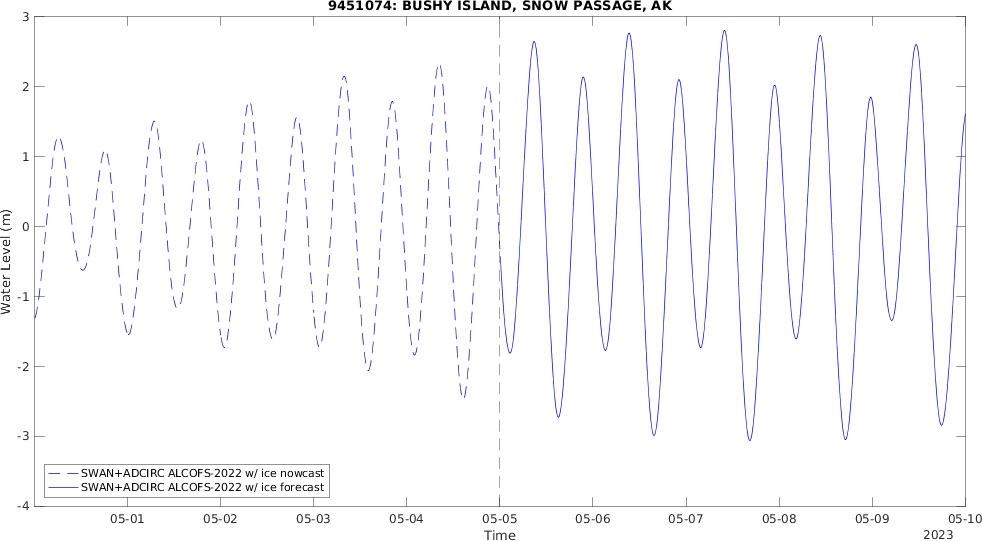 9451074: BUSHY ISLAND, SNOW PASSAGE, AK
Water Level (m)
3
2
1
0
-1
-2
-3
-4
SWAN+ADCIRC ALCOFS-2022 w/ ice nowcast
SWAN+ADCIRC ALCOFS-2022 w/ ice forecast
05-01 05-02 05-03 05-04 05-05 05-06 05-07 05-08 05-09 05-10
Time
2023